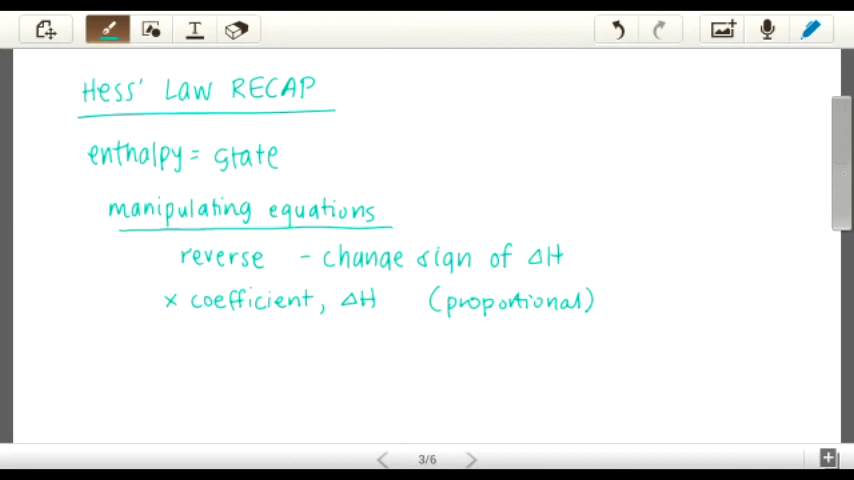 T
Hess' Law RECAP
enthalpy = state
manipulating equations
reverse - change sign of ΔH
x coefficient, ΔH (proportional)
3/6